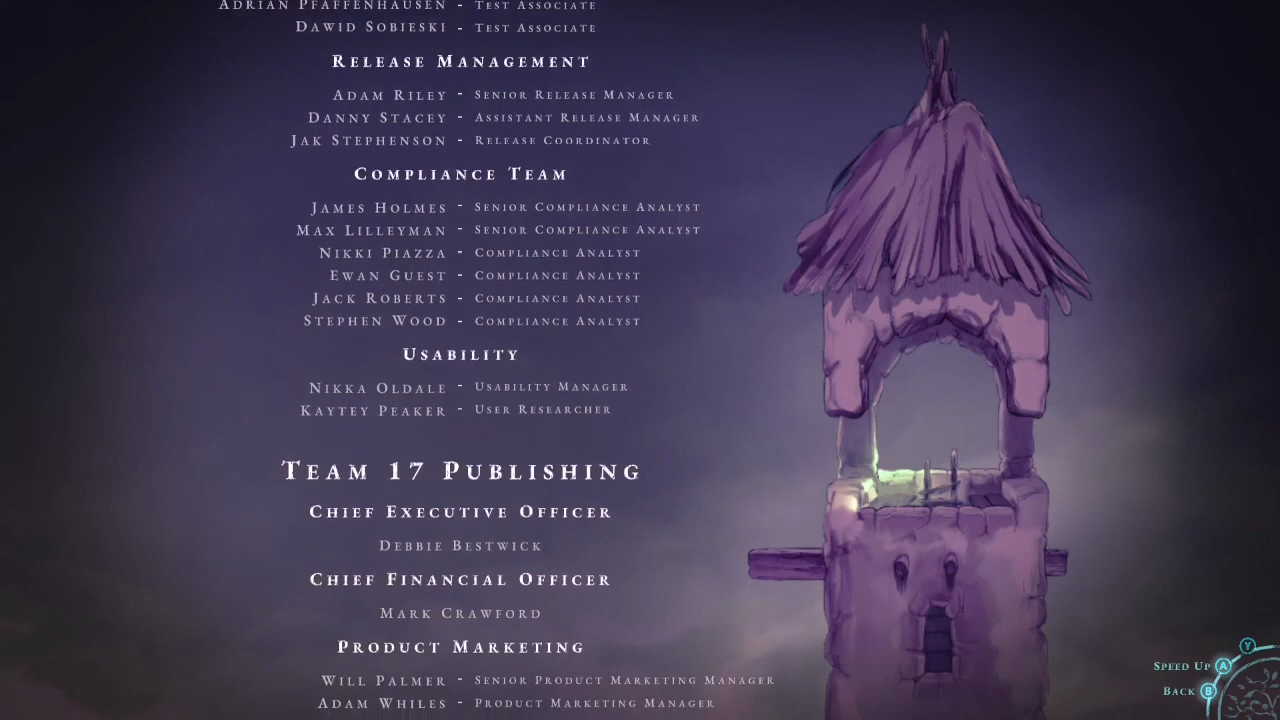 Adrian Pfaffenhausen - Test Associate
Dawid Sobieski - Test Associate
Release Management
Adam Riley - Senior Release Manager
Danny Stacey - Assistant Release Manager
Jak Stephenson - Release Coordinator
Compliance Team
James Holmes - Senior Compliance Analyst
Max Lilleyman - Senior Compliance Analyst
Nikki Piazza - Compliance Analyst
Ewan Guest - Compliance Analyst
Jack Roberts - Compliance Analyst
Stephen Wood - Compliance Analyst
Usability
Nikka Oldale - Usability Manager
Kaytey Peaker - User Researcher
Team 17 Publishing
Chief Executive Officer
Debbie Bestwick
Chief Financial Officer
Mark Crawford
Product Marketing
Will Palmer - Senior Product Marketing Manager
Adam Whiles - Product Marketing Manager
Y
Speed Up A
Back B